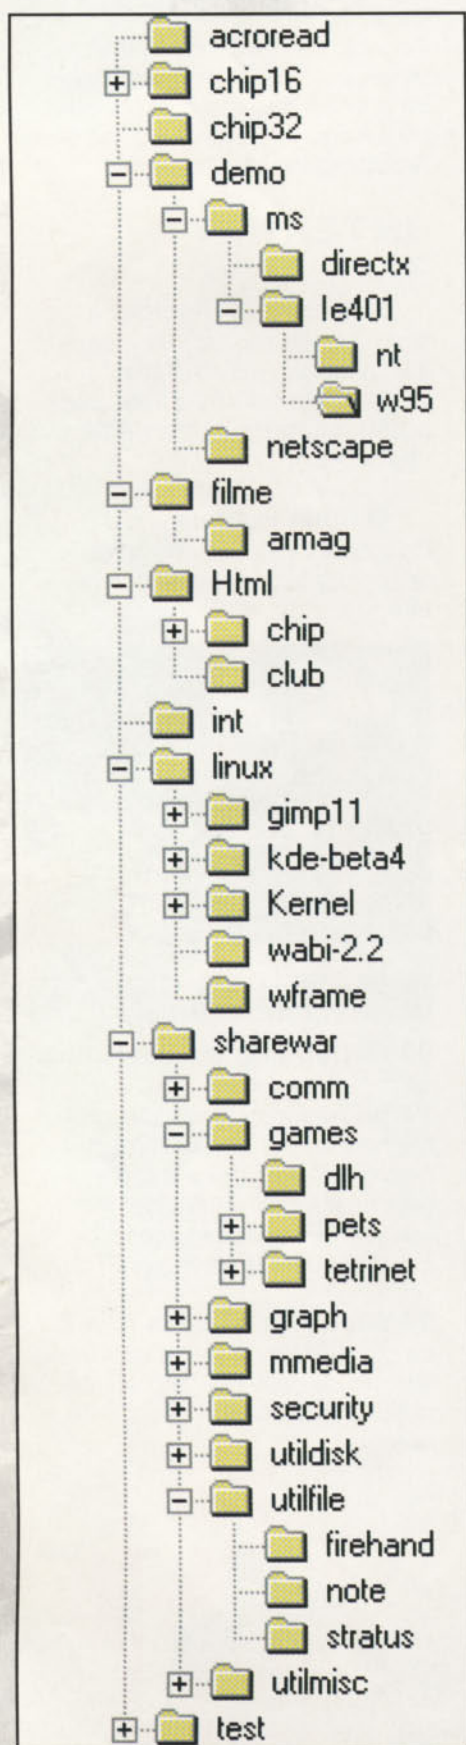 acroread
chip16
chip32
demo
ms
directx
Ie401
nt
w95
netscape
filme
armag
Html
chip
club
int
linux
gimp11
kde-beta4
Kernel
wabi-2.2
wframe
sharewar
comm
games
dlh
pets
tetrinet
graph
mmedia
security
utildisk
utilfile
firehand
note
stratus
utilmisc
test